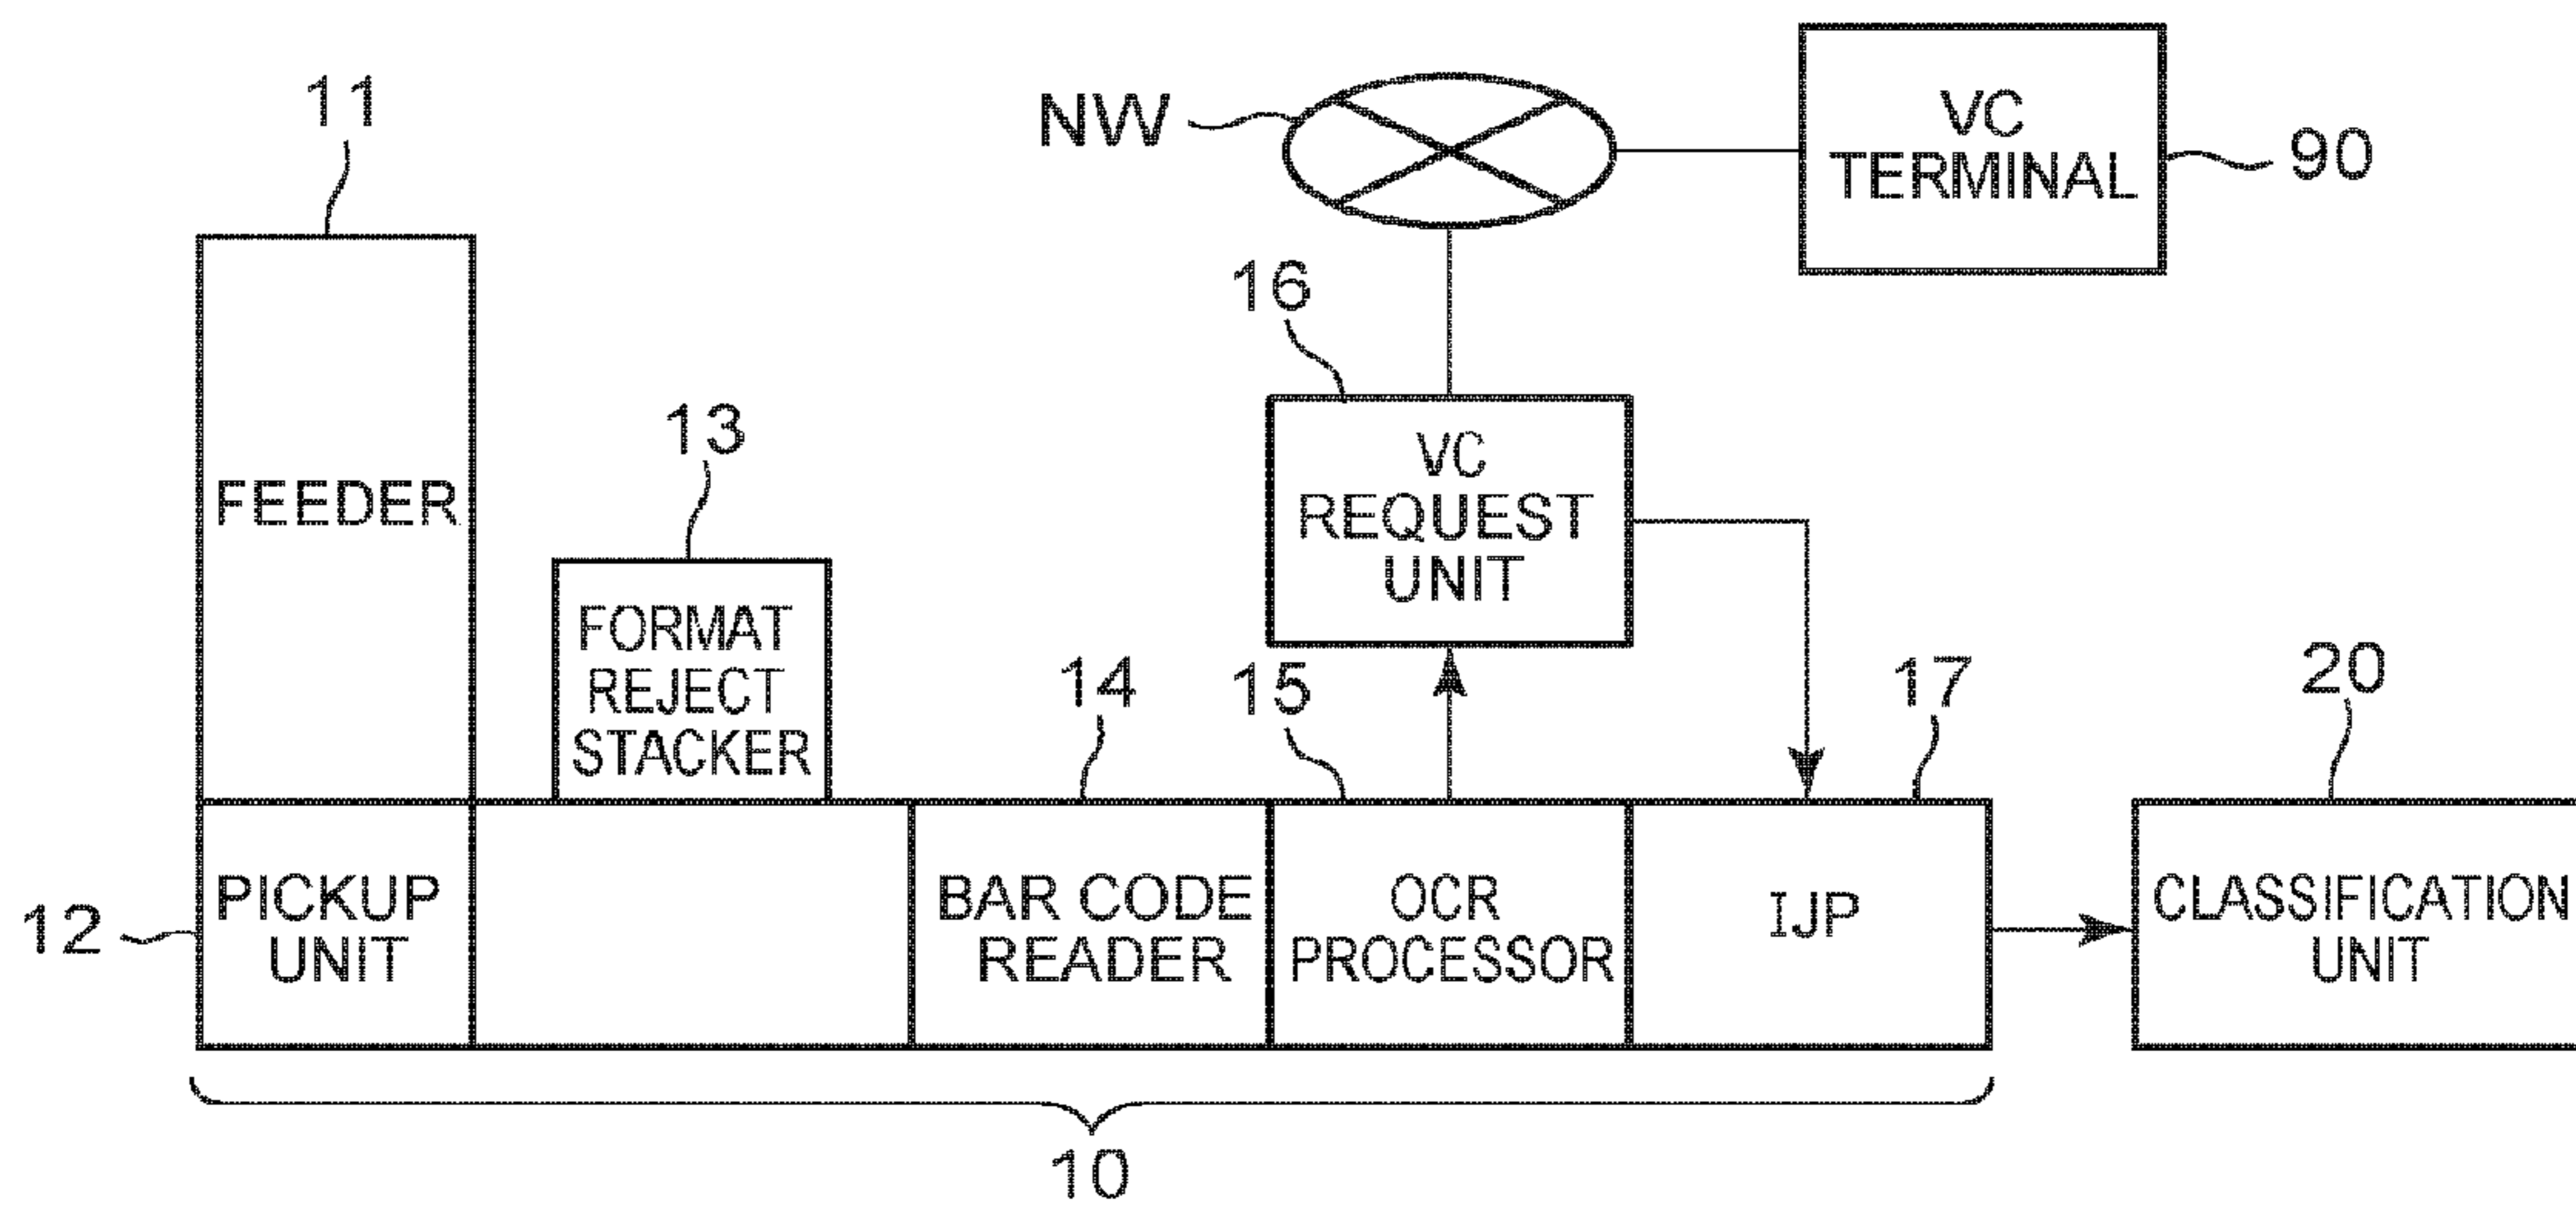 11
NW
VC
TERMINAL
90
16
13
FEEDER
VC
REQUEST
UNIT
FORMAT
REJECT
STACKER
14
15
17
20
12
PICKUP
UNIT
BAR CODE
READER
OCR
PROCESSOR
IJP
CLASSIFICATION
UNIT
10